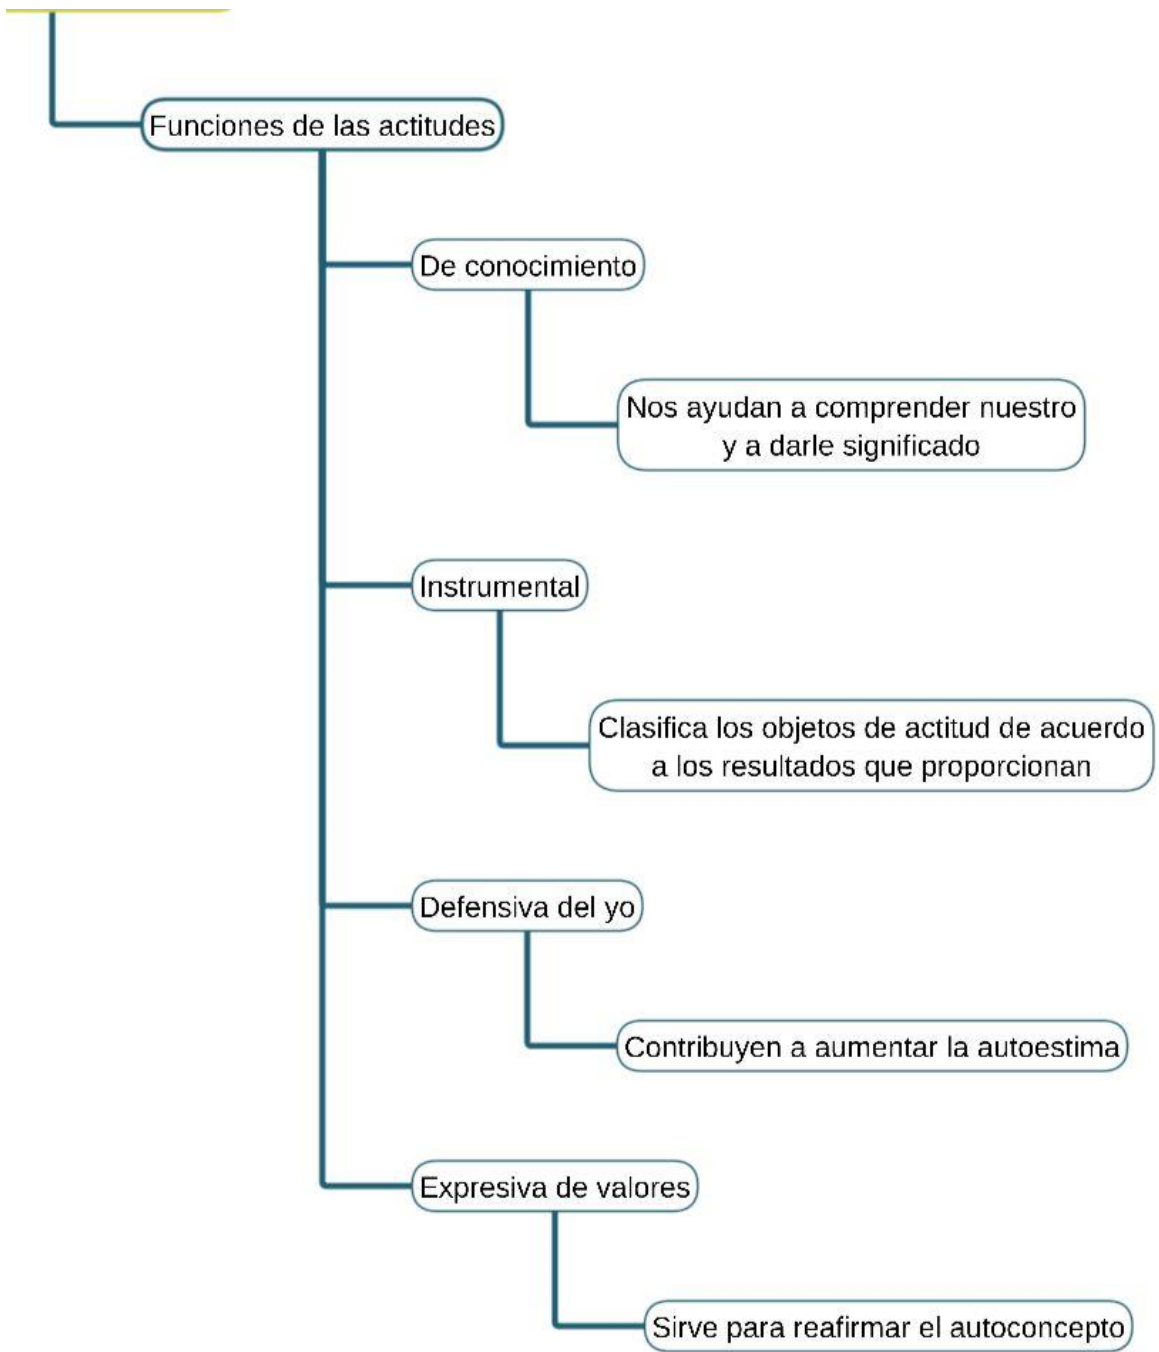 Funciones de las actitudes
De conocimiento
Nos ayudan a comprender nuestro
y a darle significado
Instrumental
Clasifica los objetos de actitud de acuerdo
a los resultados que proporcionan
Defensiva del yo
Contribuyen a aumentar la autoestima
Expresiva de valores
Sirve para reafirmar el autoconcepto